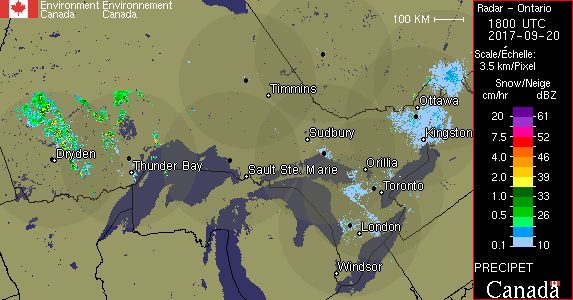 Environment Environnement
Canada Canada
100 KM
Timmins
Ottawa
Sudbury
Kingston
Dryden
Thunder Bay
Sault Ste. Marie
Orillia
Toronto
London
Windsor
Radar - Ontario
1800 UTC
2017-09-20
Scale/Échelle:
3.5 km/Pixel
Snow/Neige
cm/hr dBZ
20 61
7.5 52
4.0 46
2.0 39
1.0 33
0.5 26
0.1 10
PRECIPET
Canada